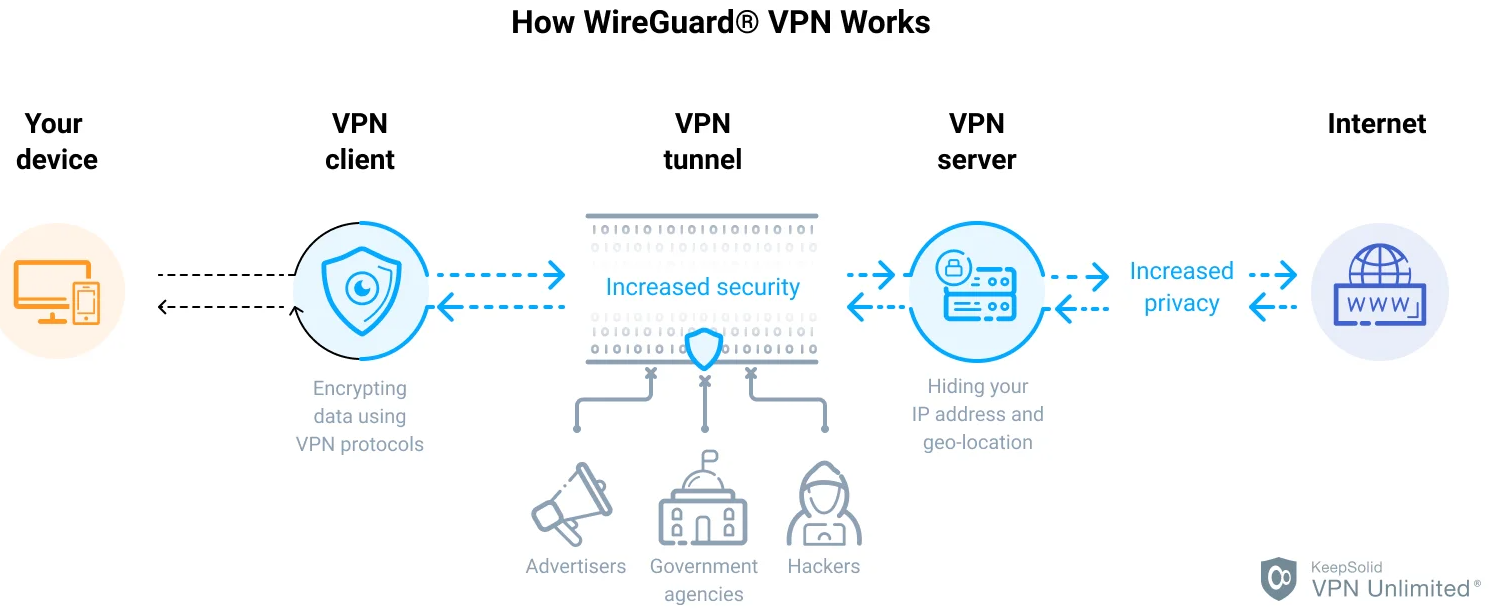 How WireGuard® VPN Works
Your
device
VPN
client
VPN
tunnel
VPN
server
Internet
1010101010101010101
Increased security
Increased
privacy
www
Encrypting
data using
VPN protocols
Hiding your
IP address and
geo-location
Advertisers
Government
agencies
Hackers
KeepSolid
VPN Unlimited®